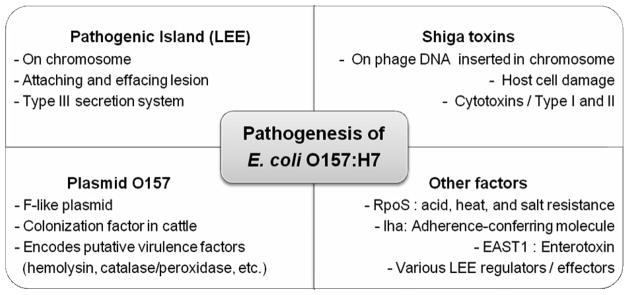 Pathogenic Island (LEE)
- On chromosome
- Attaching and effacing lesion
- Type III secretion system
Shiga toxins
- On phage DNA inserted in chromosome
- Host cell damage
- Cytotoxins / Type I and II
Pathogenesis of
E. coli O157:H7
Plasmid O157
- F-like plasmid
- Colonization factor in cattle
- Encodes putative virulence factors
(hemolysin, catalase/peroxidase, etc.)
Other factors
- RpoS : acid, heat, and salt resistance
- Iha: Adherence-conferring molecule
- EAST1 : Enterotoxin
- Various LEE regulators / effectors